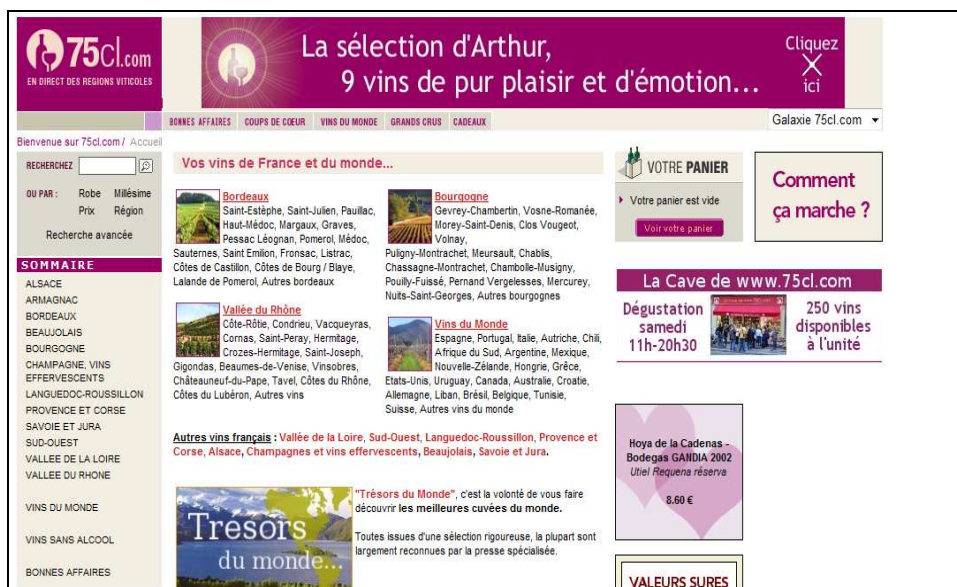 75cl.com
EN DIRECT DES REGIONS VITICOLES
La sélection d'Arthur,
9 vins de pur plaisir et d'émotion...
Cliquez
ici
BONNES AFFAIRES COUPS DE COEUR VINS DU MONDE GRANDS CRUS CADEAUX
Galaxie 75cl.com
Bienvenue sur 75cl.com / Accueil
RECHERCHEZ
OU PAR : Robe Millésime
Prix Région
Recherche avancée
SOMMAIRE
ALSACE
ARMAGNAC
BORDEAUX
BEAUJOLAIS
BOURGOGNE
CHAMPAGNE, VINS
EFFERVESCENTS
LANGUEDOC-ROUSSILLON
PROVENCE ET CORSE
SAVOIE ET JURA
SUD-OUEST
VALLEE DE LA LOIRE
VALLEE DU RHONE
VINS DU MONDE
VINS SANS ALCOOL
BONNES AFFAIRES
Vos vins de France et du monde...
Bordeaux
Saint-Estèphe, Saint-Julien, Pauillac,
Haut-Médoc, Margaux, Graves,
Pessac Léognan, Pomerol, Médoc,
Sauternes, Saint Emilion, Fronsac, Listrac,
Côtes de Castillon, Côtes de Bourg / Blaye,
Lalande de Pomerol, Autres bordeaux
Bourgogne
Gevrey-Chambertin, Vosne-Romanée,
Morey-Saint-Denis, Clos Vougeot,
Volnay,
Puligny-Montrachet, Meursault, Chablis,
Chassagne-Montrachet, Chambolle-Musigny,
Pouilly-Fuissé, Pernand Vergelesses, Mercurey,
Nuits-Saint-Georges, Autres bourgognes
Vallée du Rhône
Côte-Rôtie, Condrieu, Vacqueyras,
Cornas, Saint-Peray, Hermitage,
Crozes-Hermitage, Saint-Joseph,
Gigondas, Beaumes-de-Venise, Vinsobres,
Châteauneuf-du-Pape, Tavel, Côtes du Rhône,
Côtes du Lubéron, Autres vins
Vins du Monde
Espagne, Portugal, Italie, Autriche, Chili,
Afrique du Sud, Argentine, Mexique,
Nouvelle-Zélande, Hongrie, Grêce,
Etats-Unis, Uruguay, Canada, Australie, Croatie,
Allemagne, Liban, Brésil, Belgique, Tunisie,
Suisse, Autres vins du monde
Autres vins français : Vallée de la Loire, Sud-Ouest, Languedoc-Roussillon, Provence et
Corse, Alsace, Champagnes et vins effervescents, Beaujolais, Savoie et Jura.
Trésors
du monde...
"Trésors du Monde", c'est la volonté de vous faire
découvrir les meilleures cuvées du monde.
Toutes issues d'une sélection rigoureuse, la plupart sont
largement reconnues par la presse spécialisée.
VOTRE PANIER
Votre panier est vide
Voir votre panier
Comment
ça marche ?
La Cave de www.75cl.com
Dégustation
samedi
11h-20h30
250 vins
disponibles
à l'unité
Hoya de la Cadenas -
Bodegas GANDIA 2002
Utiel Requena réserva
8.60 €
VALEURS SURES